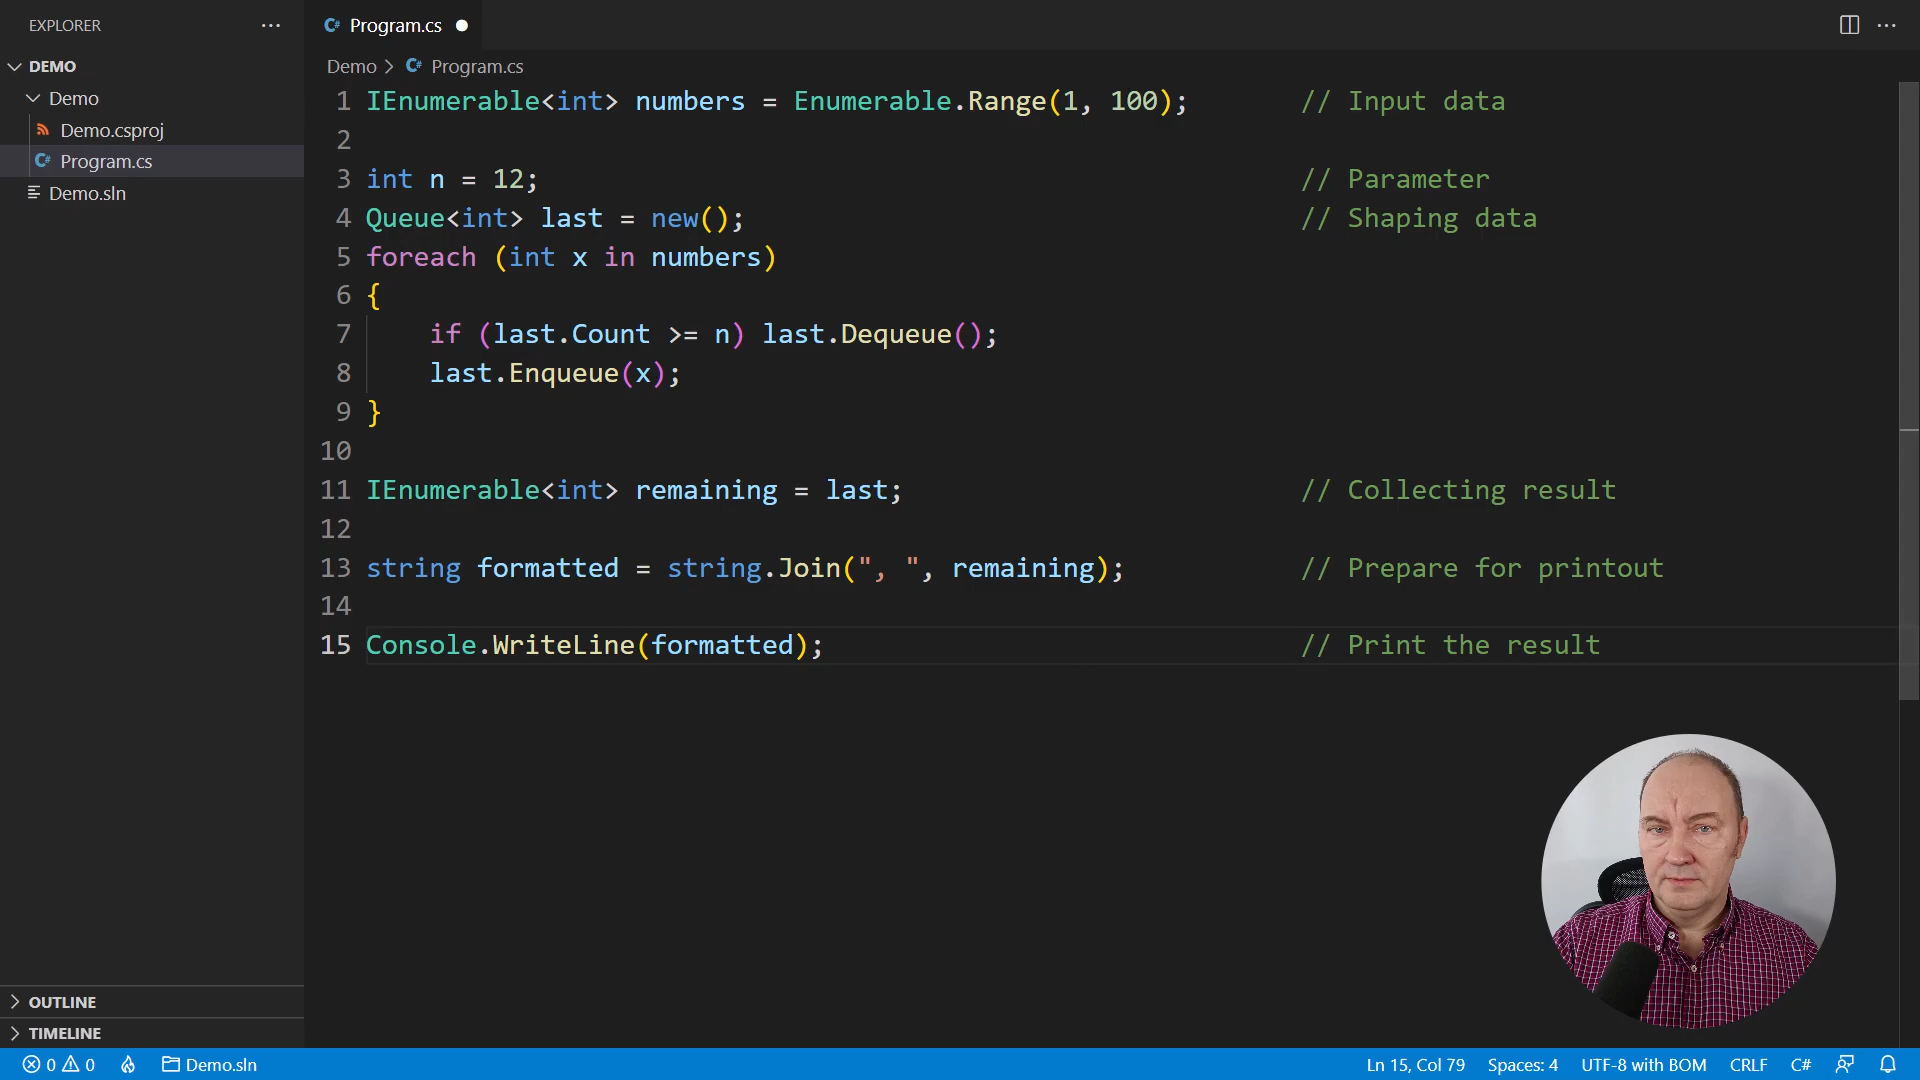 EXPLORER
DEMO
Demo
Demo.csproj
C# Program.cs
Demo.sln
OUTLINE
TIMELINE
C# Program.cs
Demo > C# Program.cs
1 IEnumerable<int> numbers = Enumerable.Range(1, 100); // Input data
2
3 int n = 12; // Parameter
4 Queue<int> last = new(); // Shaping data
5 foreach (int x in numbers)
6 {
7 if (last.Count >= n) last.Dequeue();
8 last.Enqueue(x);
9 }
10
11 IEnumerable<int> remaining = last; // Collecting result
12
13 string formatted = string.Join(", ", remaining); // Prepare for printout
14
15 Console.WriteLine(formatted); // Print the result
0 0 Demo.sln Ln 15, Col 79 Spaces: 4 UTF-8 with BOM CRLF C#